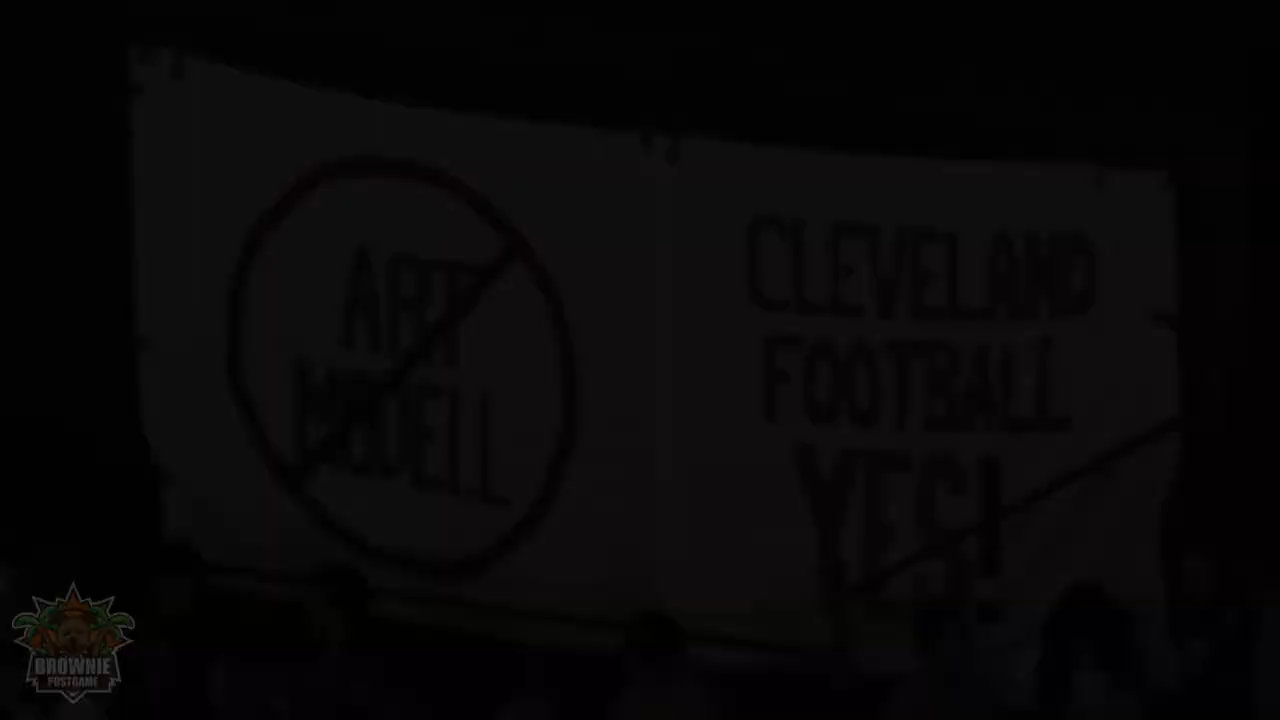 ART
MODELL
CLEVELAND
FOOTBALL
YES!
BROWNIE
POSTGAME